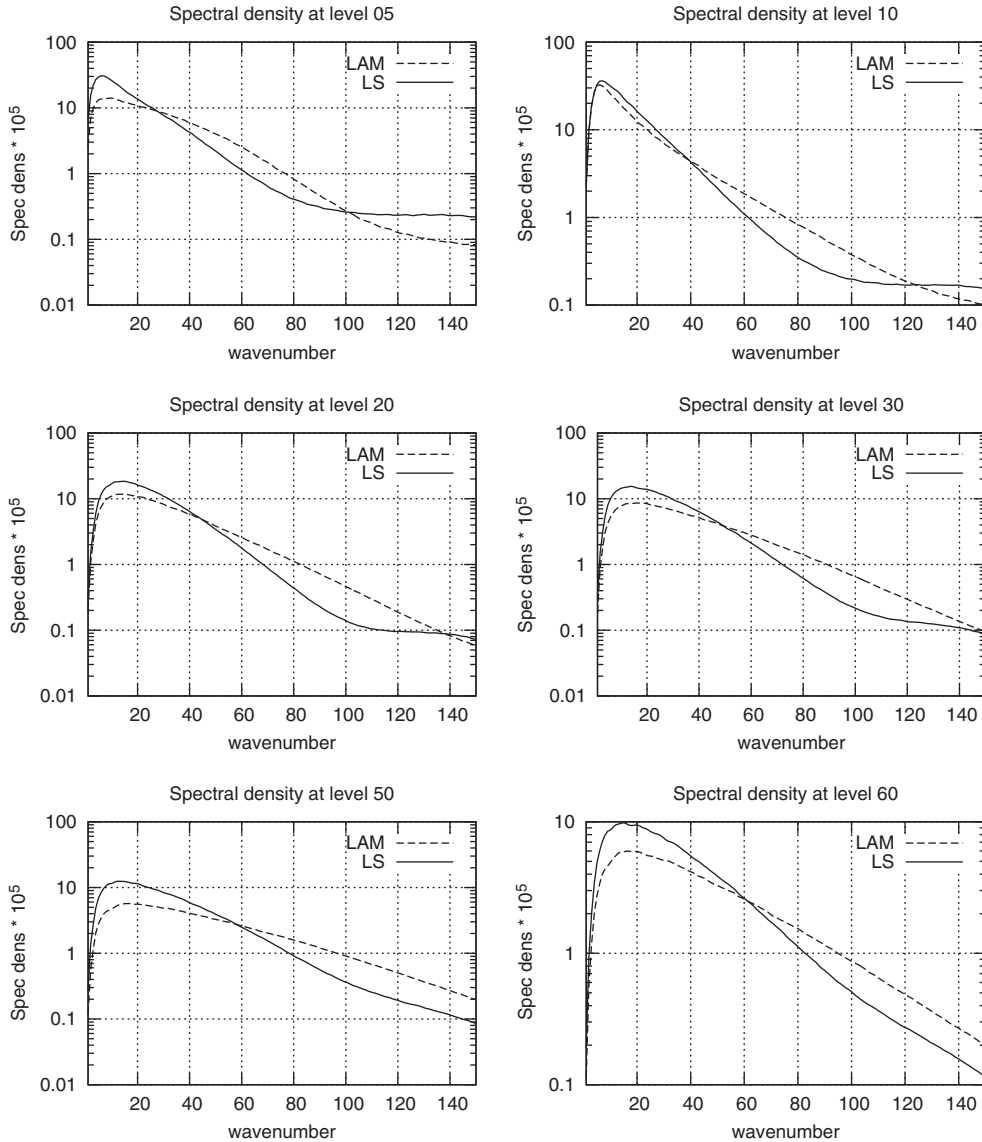 Spectral density at level 05
100
10
1
0.1
0.01
Spec dens * 10⁵
LAM
LS
20 40 60 80 100 120 140
wavenumber
Spectral density at level 10
100
10
1
0.1
Spec dens * 10⁵
LAM
LS
20 40 60 80 100 120 140
wavenumber
Spectral density at level 20
100
10
1
0.1
0.01
Spec dens * 10⁵
LAM
LS
20 40 60 80 100 120 140
wavenumber
Spectral density at level 30
100
10
1
0.1
0.01
Spec dens * 10⁵
LAM
LS
20 40 60 80 100 120 140
wavenumber
Spectral density at level 50
100
10
1
0.1
0.01
Spec dens * 10⁵
LAM
LS
20 40 60 80 100 120 140
wavenumber
Spectral density at level 60
10
1
0.1
Spec dens * 10⁵
LAM
LS
20 40 60 80 100 120 140
wavenumber